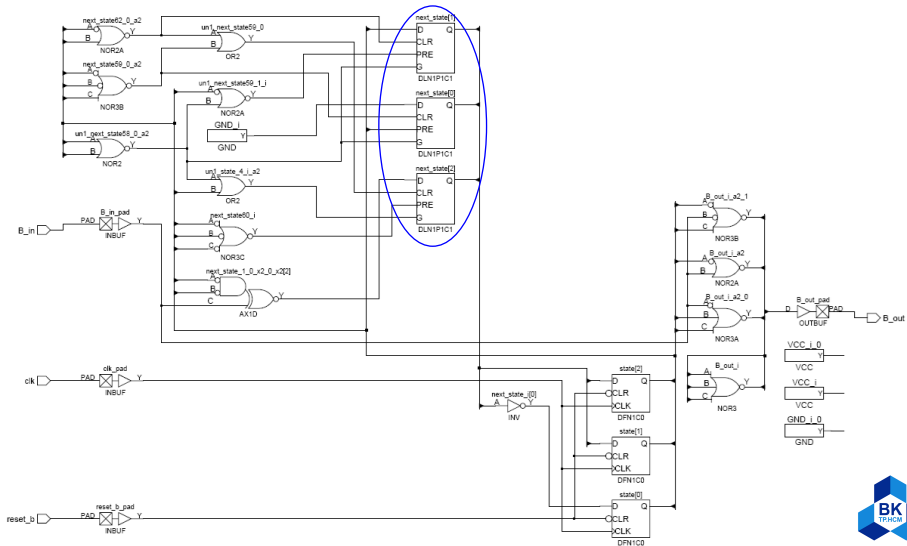 next_state62_0_a2
A
B
Y
NOR2A
next_state59_0_a2
A
B
C
Y
NOR3B
un1_next_state58_0_a2
A
B
Y
NOR2
un1_next_state59_0
A
B
Y
OR2
un1_next_state59_1_i
A
B
Y
NOR2A
GND_i
Y
GND
un1_state_4_i_a2
A
B
Y
OR2
next_state60_i
A
B
C
Y
NOR3C
next_state_1_0_x2_0_x2[2]
A
B
C
Y
AX1D
next_state[1]
D Q
CLR
PRE
G
DLN1P1C1
next_state[0]
D Q
CLR
PRE
G
DLN1P1C1
next_state[2]
D Q
CLR
PRE
G
DLN1P1C1
B_in
B_in_pad
PAD Y
INBUF
clk
clk_pad
PAD Y
INBUF
reset_b
reset_b_pad
PAD Y
INBUF
next_state_i[0]
A Y
INV
state[2]
D Q
CLR
CLK
DFN1C0
state[1]
D Q
CLR
CLK
DFN1C0
state[0]
D Q
CLR
CLK
DFN1C0
B_out_i_a2_1
A
B
C
Y
NOR3B
B_out_i_a2
A
B
Y
NOR2A
B_out_i_a2_0
A
B
C
Y
NOR3A
B_out_i
A
B
C
Y
NOR3
B_out_pad
D PAD
OUTBUF
B_out
VCC_i_0
Y
VCC
VCC_i
Y
VCC
GND_i_0
Y
GND
BK
TP.HCM